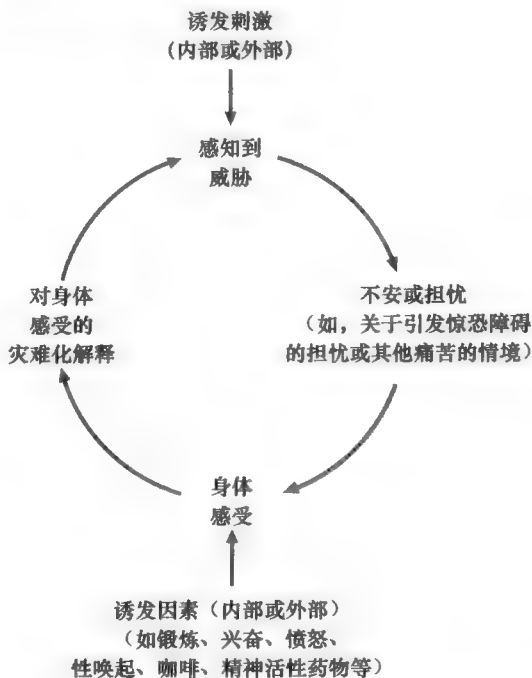 诱发刺激
（内部或外部）
感知到
威胁
不安或担忧
（如，关于引发惊恐障碍
的担忧或其他痛苦的情境）
对身体
感受的
灾难化解释
身体
感受
诱发因素（内部或外部）
（如锻炼、兴奋、愤怒、
性唤起、咖啡、精神活性药物等）